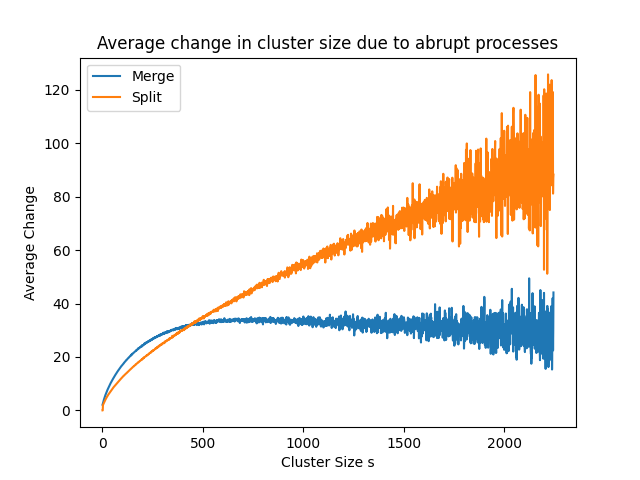 Average change in cluster size due to abrupt processes
Merge
Split
120
100
80
60
40
20
0
Average Change
0 500 1000 1500 2000
Cluster Size s